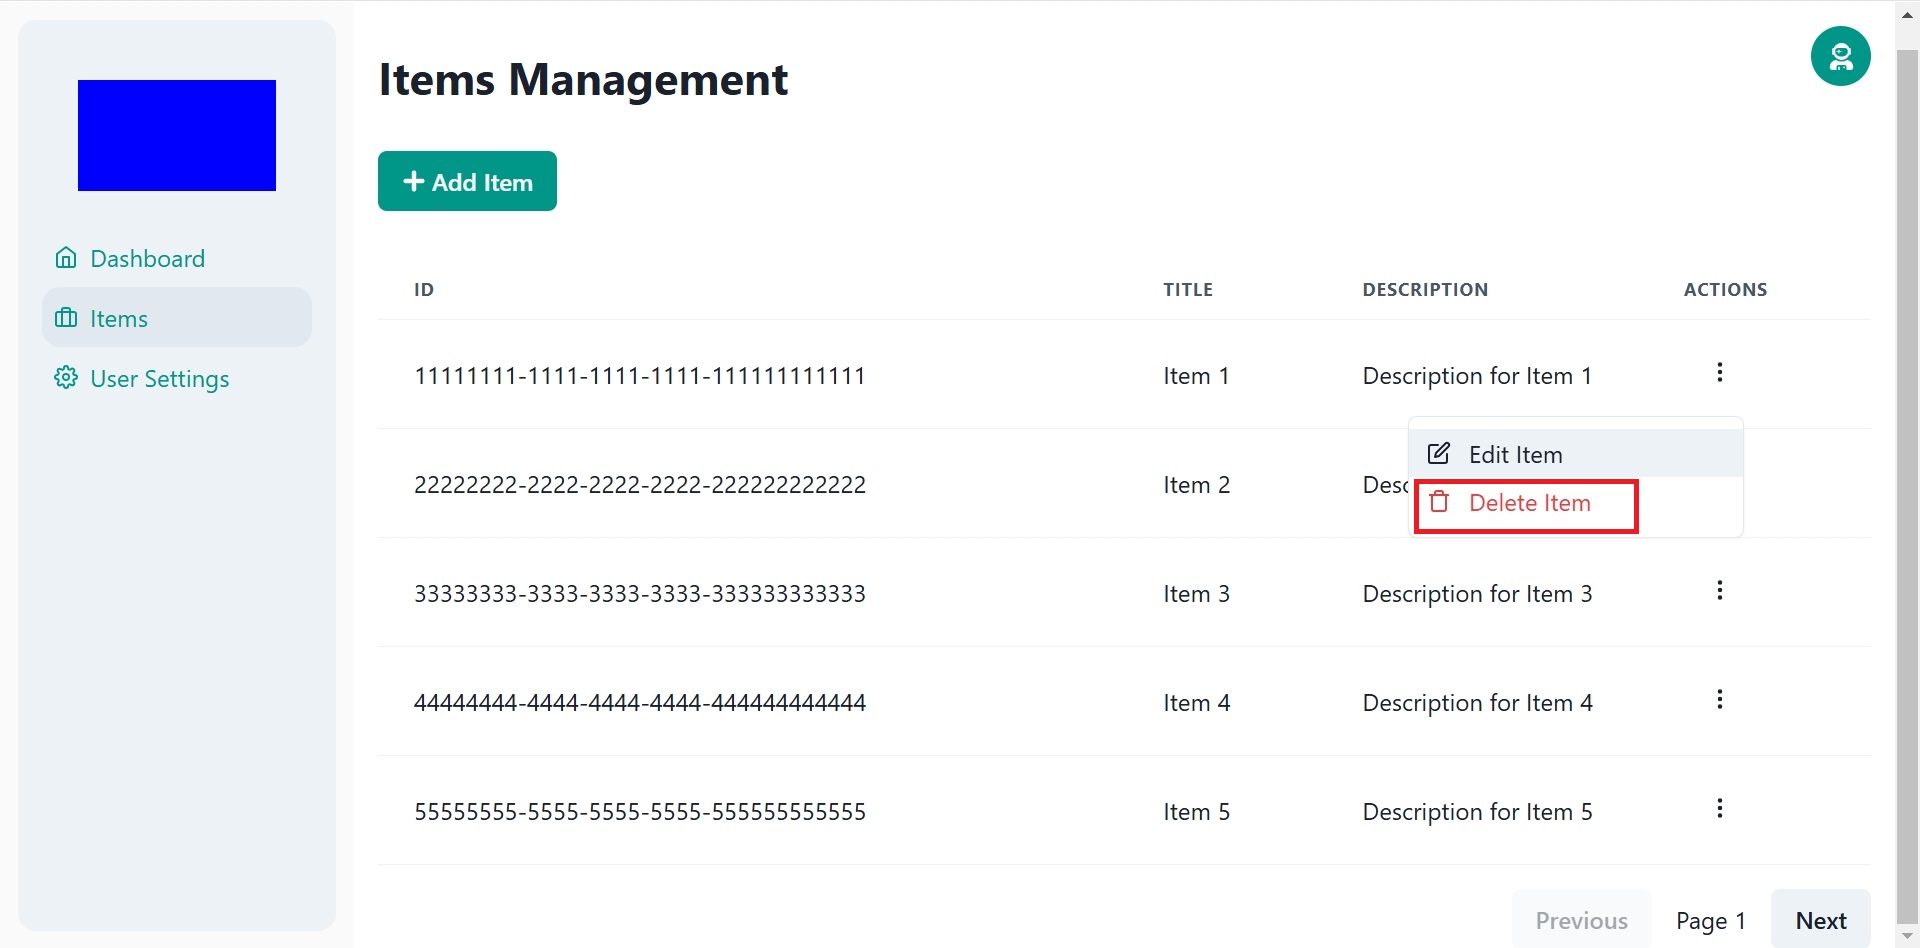 Items Management
Add Item
Dashboard
Items
User Settings
ID TITLE DESCRIPTION ACTIONS
11111111-1111-1111-1111-111111111111 Item 1 Description for Item 1
Edit Item
22222222-2222-2222-2222-222222222222 Item 2 Desc
Delete Item
33333333-3333-3333-3333-333333333333 Item 3 Description for Item 3
44444444-4444-4444-4444-444444444444 Item 4 Description for Item 4
55555555-5555-5555-5555-555555555555 Item 5 Description for Item 5
Previous Page 1 Next